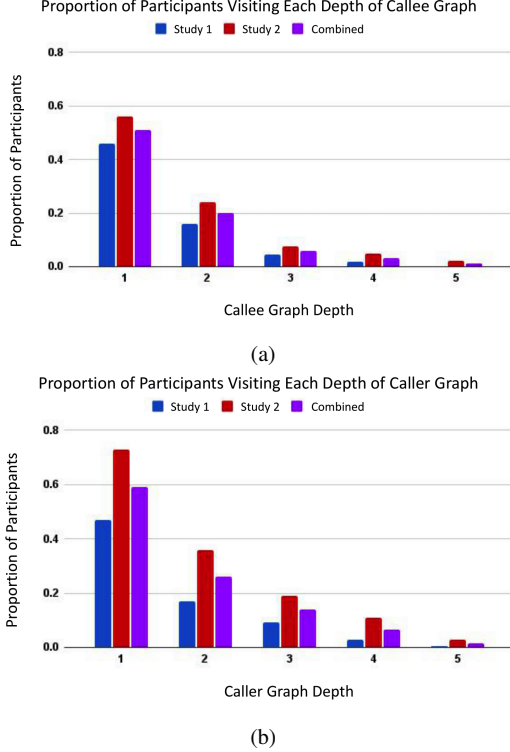 Proportion of Participants Visiting Each Depth of Callee Graph
Study 1 Study 2 Combined
Proportion of Participants
0.8
0.6
0.4
0.2
0.0
1 2 3 4 5
Callee Graph Depth
(a)
Proportion of Participants Visiting Each Depth of Caller Graph
Study 1 Study 2 Combined
Proportion of Participants
0.8
0.6
0.4
0.2
0.0
1 2 3 4 5
Caller Graph Depth
(b)